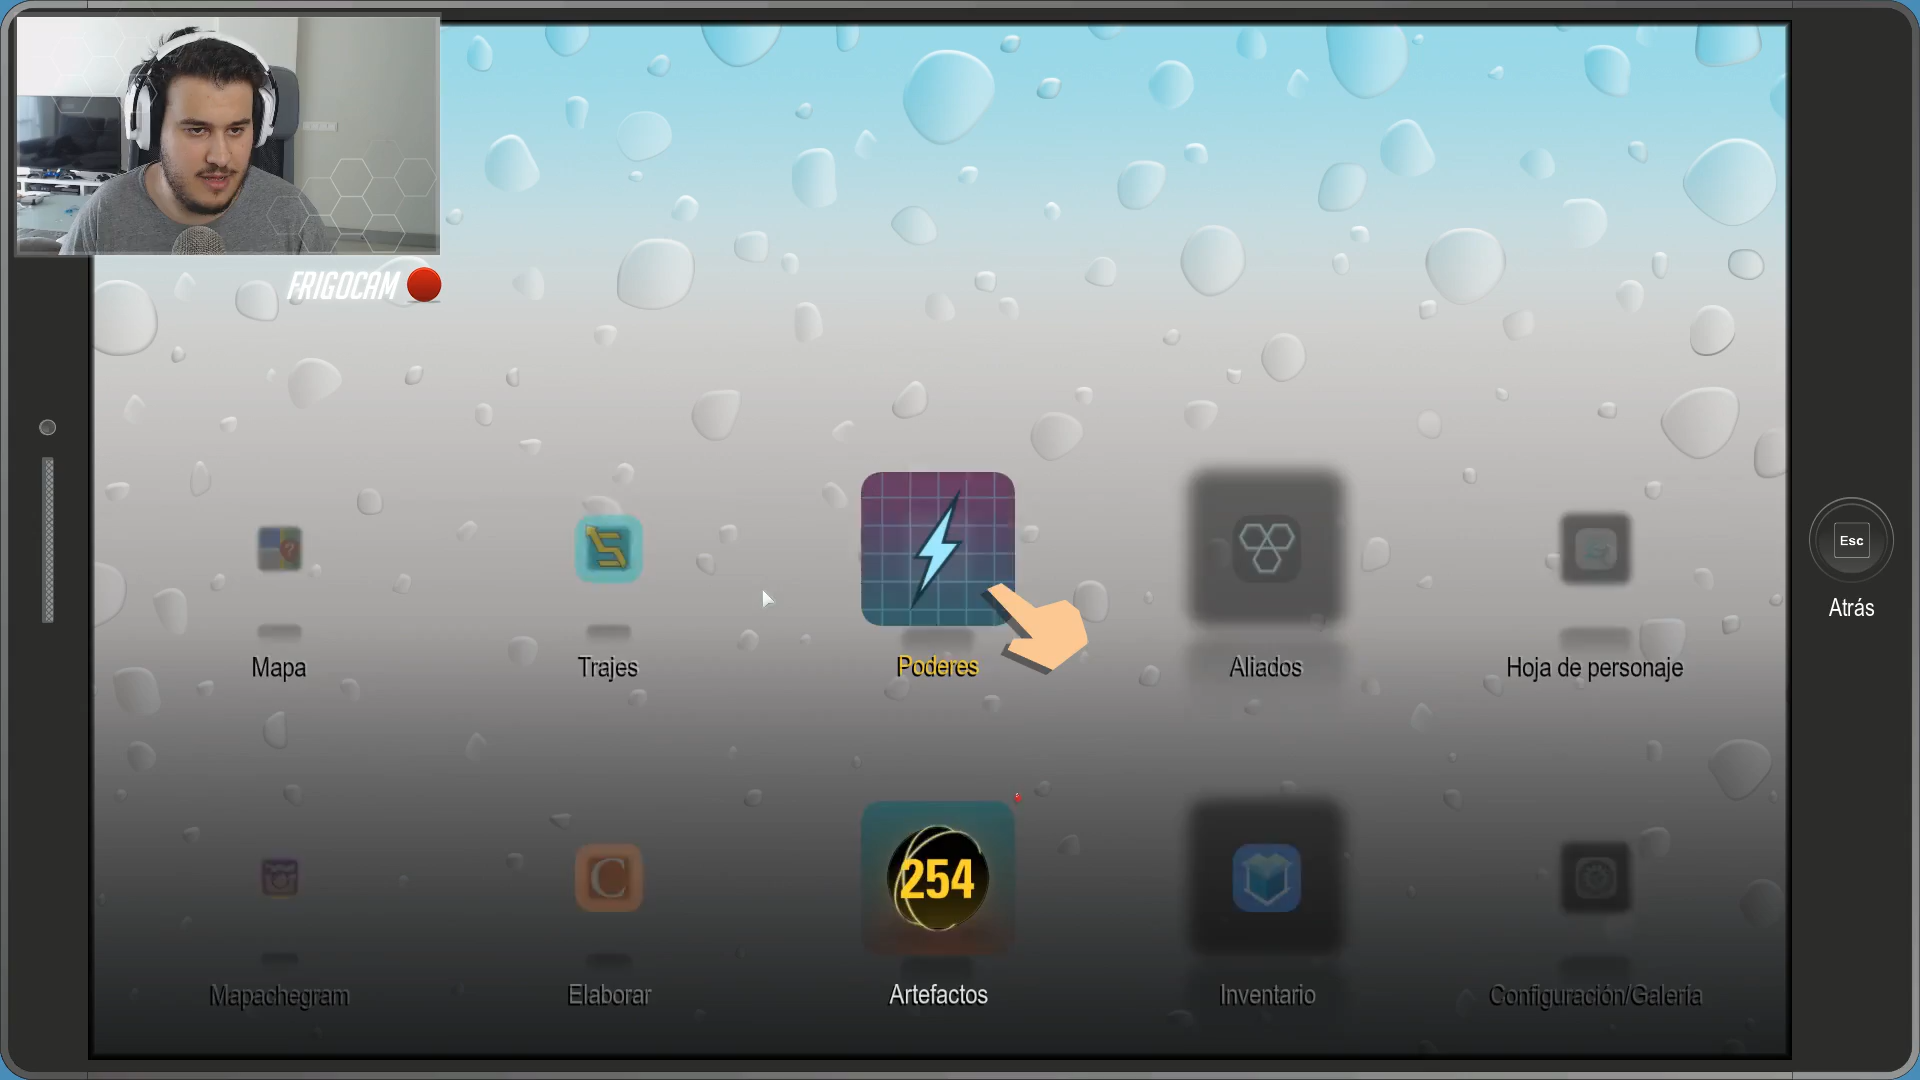 FRIGOCAM
Esc
Atrás
Mapa
Trajes
Poderes
Aliados
Hoja de personaje
C
254
Mapachegram
Elaborar
Artefactos
Inventario
Configuración/Galería